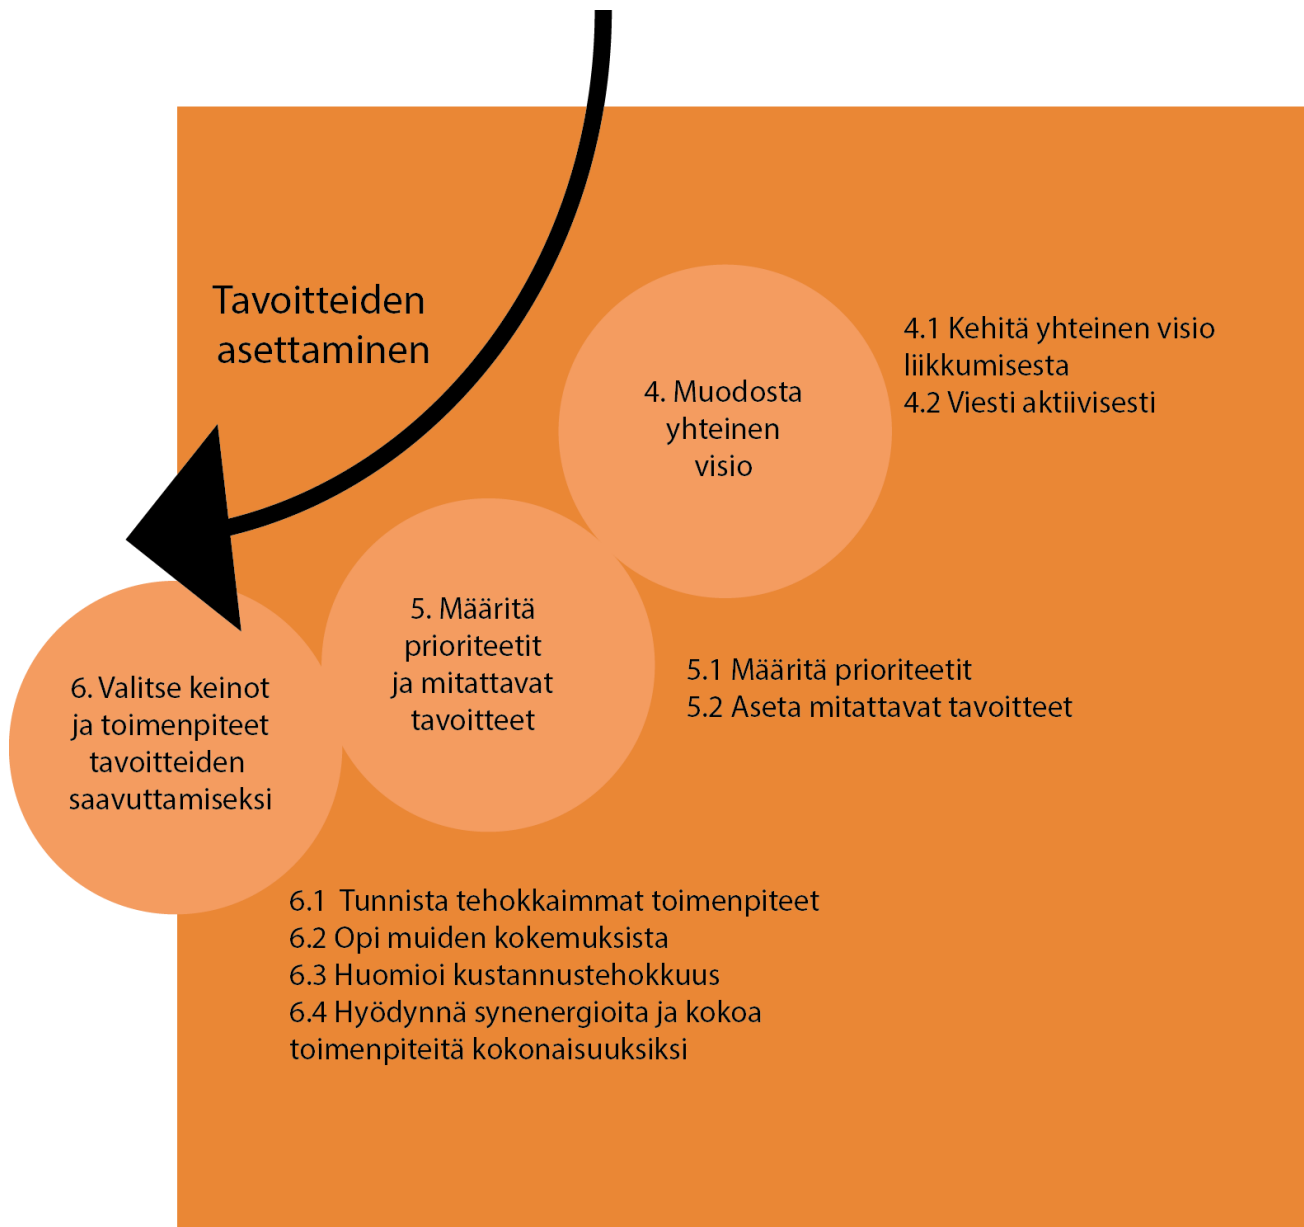 Tavoitteiden
asettaminen
4. Muodosta
yhteinen
visio
4.1 Kehitä yhteinen visio
liikkumisesta
4.2 Viesti aktiivisesti
5. Määritä
prioriteetit
ja mitattavat
tavoitteet
5.1 Määritä prioriteetit
5.2 Aseta mitattavat tavoitteet
6. Valitse keinot
ja toimenpiteet
tavoitteiden
saavuttamiseksi
6.1 Tunnista tehokkaimmat toimenpiteet
6.2 Opi muiden kokemuksista
6.3 Huomioi kustannustehokkuus
6.4 Hyödynnä synenergioita ja kokoa
toimenpiteitä kokonaisuuksiksi